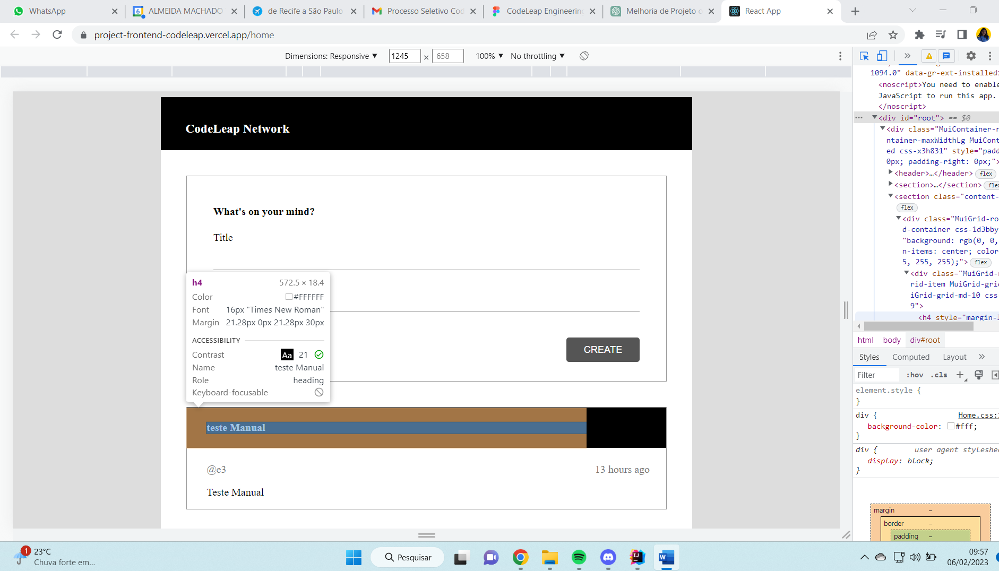 WhatsApp
6
ALMEIDA MACHADO
de Recife a São Paulo
Processo Seletivo Cod
CodeLeap Engineering
Melhoria de Projeto c
React App
project-frontend-codeleap.vercel.app/home
Dimensions: Responsive
1245
×
658
100%
No throttling
1094.0" data-gr-ext-installed:
<noscript>You need to enable
JavaScript to run this app.
</noscript>
<div id="root"> == $0
<div class="MuiContainer-r
ntainer-maxWidthLg MuiCont
ed css-x3h831" style="padd
0px; padding-right: 0px;">
<header>…</header> flex
<section>…</section> flex
<section class="content-
flex
<div class="MuiGrid-ro
d-container css-1d3bby
"background: rgb(0, 0,
n-items: center; color
5, 255, 255);"> flex
<div class="MuiGrid-
rid-item MuiGrid-gri
iGrid-grid-md-10 css
9">
<h4 style="margin-l
html body div#root
Styles Computed Layout
Filter :hov .cls
element.style {
}
div { Home.css:
background-color: #fff;
}
div { user agent styleshee
display: block;
}
margin –
border –
padding –
CodeLeap Network
What's on your mind?
Title
h4 572.5 × 18.4
Color #FFFFFF
Font 16px "Times New Roman"
Margin 21.28px 0px 21.28px 30px
ACCESSIBILITY
Contrast Aa 21
Name teste Manual
Role heading
Keyboard-focusable
CREATE
teste Manual
@e3 13 hours ago
Teste Manual
1
23°C
Chuva forte em...
Pesquisar
IJ
W
09:57
06/02/2023